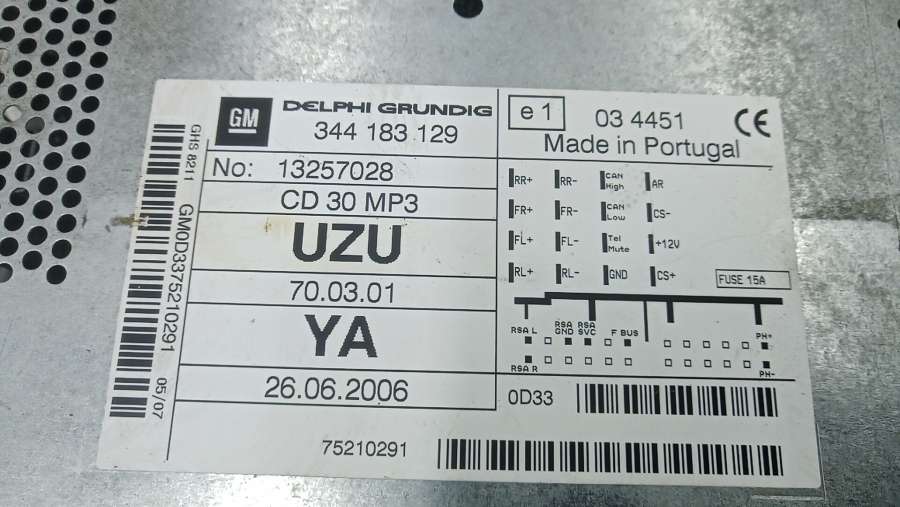 GM
DELPHI GRUNDIG
344 183 129
No: 13257028
CD 30 MP3
UZU
70.03.01
YA
26.06.2006
75210291
GHS 8211
GM0D3375210291
05/07
e1
03 4451
CE
Made in Portugal
RR+ RR- CAN High AR
FR+ FR- CAN Low CS-
FL+ FL- Tel Mute +12V
RL+ RL- GND CS+
FUSE 15A
RSA L RSA GND RSA SVC F BUS PH+
RSA R PH-
0D33